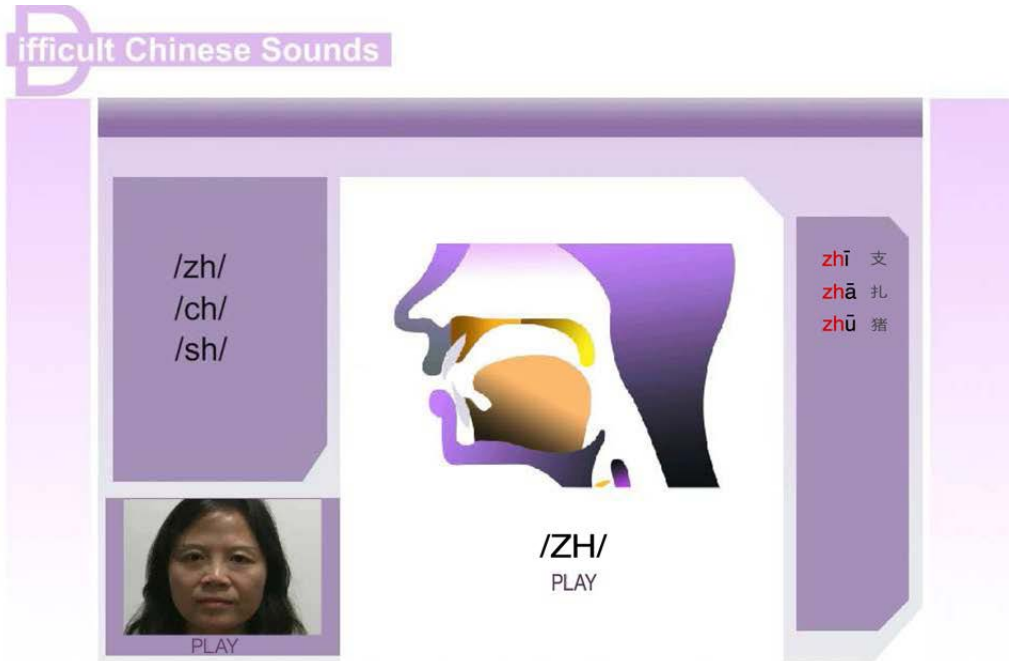 Difficult Chinese Sounds
/zh/
/ch/
/sh/
zhī 支
zhā 扎
zhū 猪
/ZH/
PLAY
PLAY